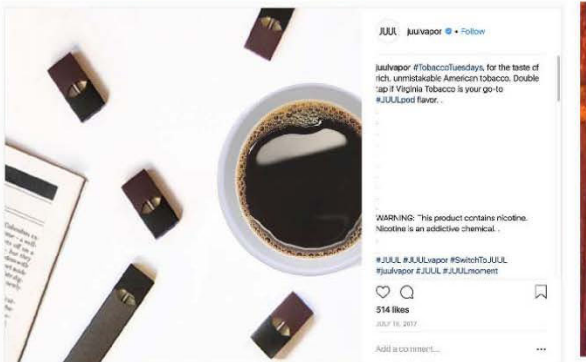 JUUL juulvapor • Follow
juulvapor #TobaccoTuesdays, for the taste of
rich, unmistakable American tobacco. Double
tap if Virginia Tobacco is your go-to
#JUULpod flavor. .
WARNING: This product contains nicotine.
Nicotine is an addictive chemical. .
#JUUL #JUULvapor #SwitchToJUUL
#juulvapor #JUUL #JUULmoment
514 likes
JULY 18, 2017
Add a comment...